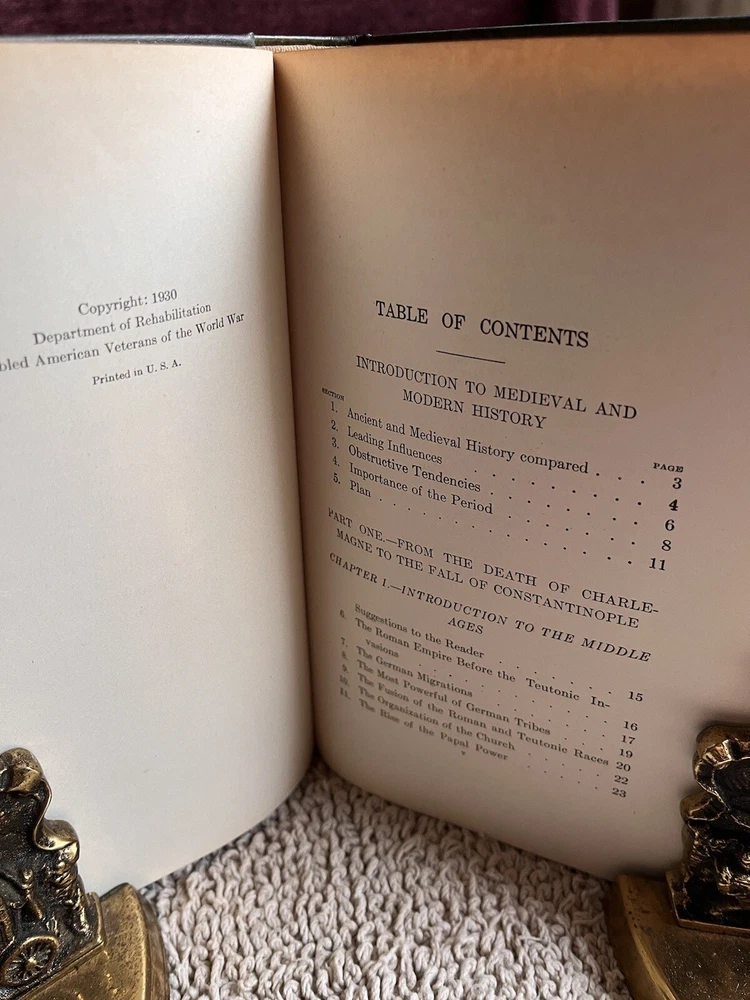 Copyright: 1930
Department of Rehabilitation
bled American Veterans of the World War
Printed in U. S. A.
TABLE OF CONTENTS
INTRODUCTION TO MEDIEVAL AND
MODERN HISTORY
SECTION PAGE
1. Ancient and Medieval History compared . . . 3
2. Leading Influences . . . . . . . . 4
3. Obstructive Tendencies . . . . . . . 6
4. Importance of the Period . . . . . . 8
5. Plan . . . . . . . . . . . 11
PART ONE.—FROM THE DEATH OF CHARLE-
MAGNE TO THE FALL OF CONSTANTINOPLE
CHAPTER I.—INTRODUCTION TO THE MIDDLE
AGES
Suggestions to the Reader . . . . . . . 15
6. The Roman Empire Before the Teutonic In-
vasions . . . . . . . . . 16
7. The German Migrations . . . . . . . 17
8. The Most Powerful of German Tribes . . . 19
9. The Fusion of the Roman and Teutonic Races 20
10. The Organization of the Church . . . . . 22
11. The Rise of the Papal Power . . . . . 23
v